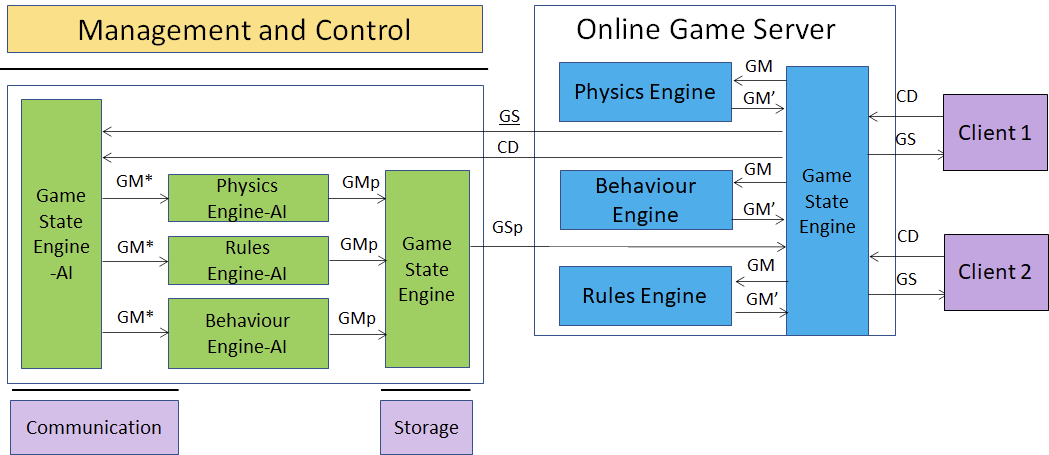 Management and Control
Online Game Server
Physics Engine
GM
GM’
GS
CD
Game
State
Engine
-AI
GM*
Physics
Engine-AI
GMp
GM*
Rules
Engine-AI
GMp
GM*
Behaviour
Engine-AI
GMp
Game
State
Engine
GSp
Behaviour
Engine
GM
GM’
Rules Engine
GM
GM’
Game
State
Engine
CD
GS
Client 1
CD
GS
Client 2
Communication
Storage